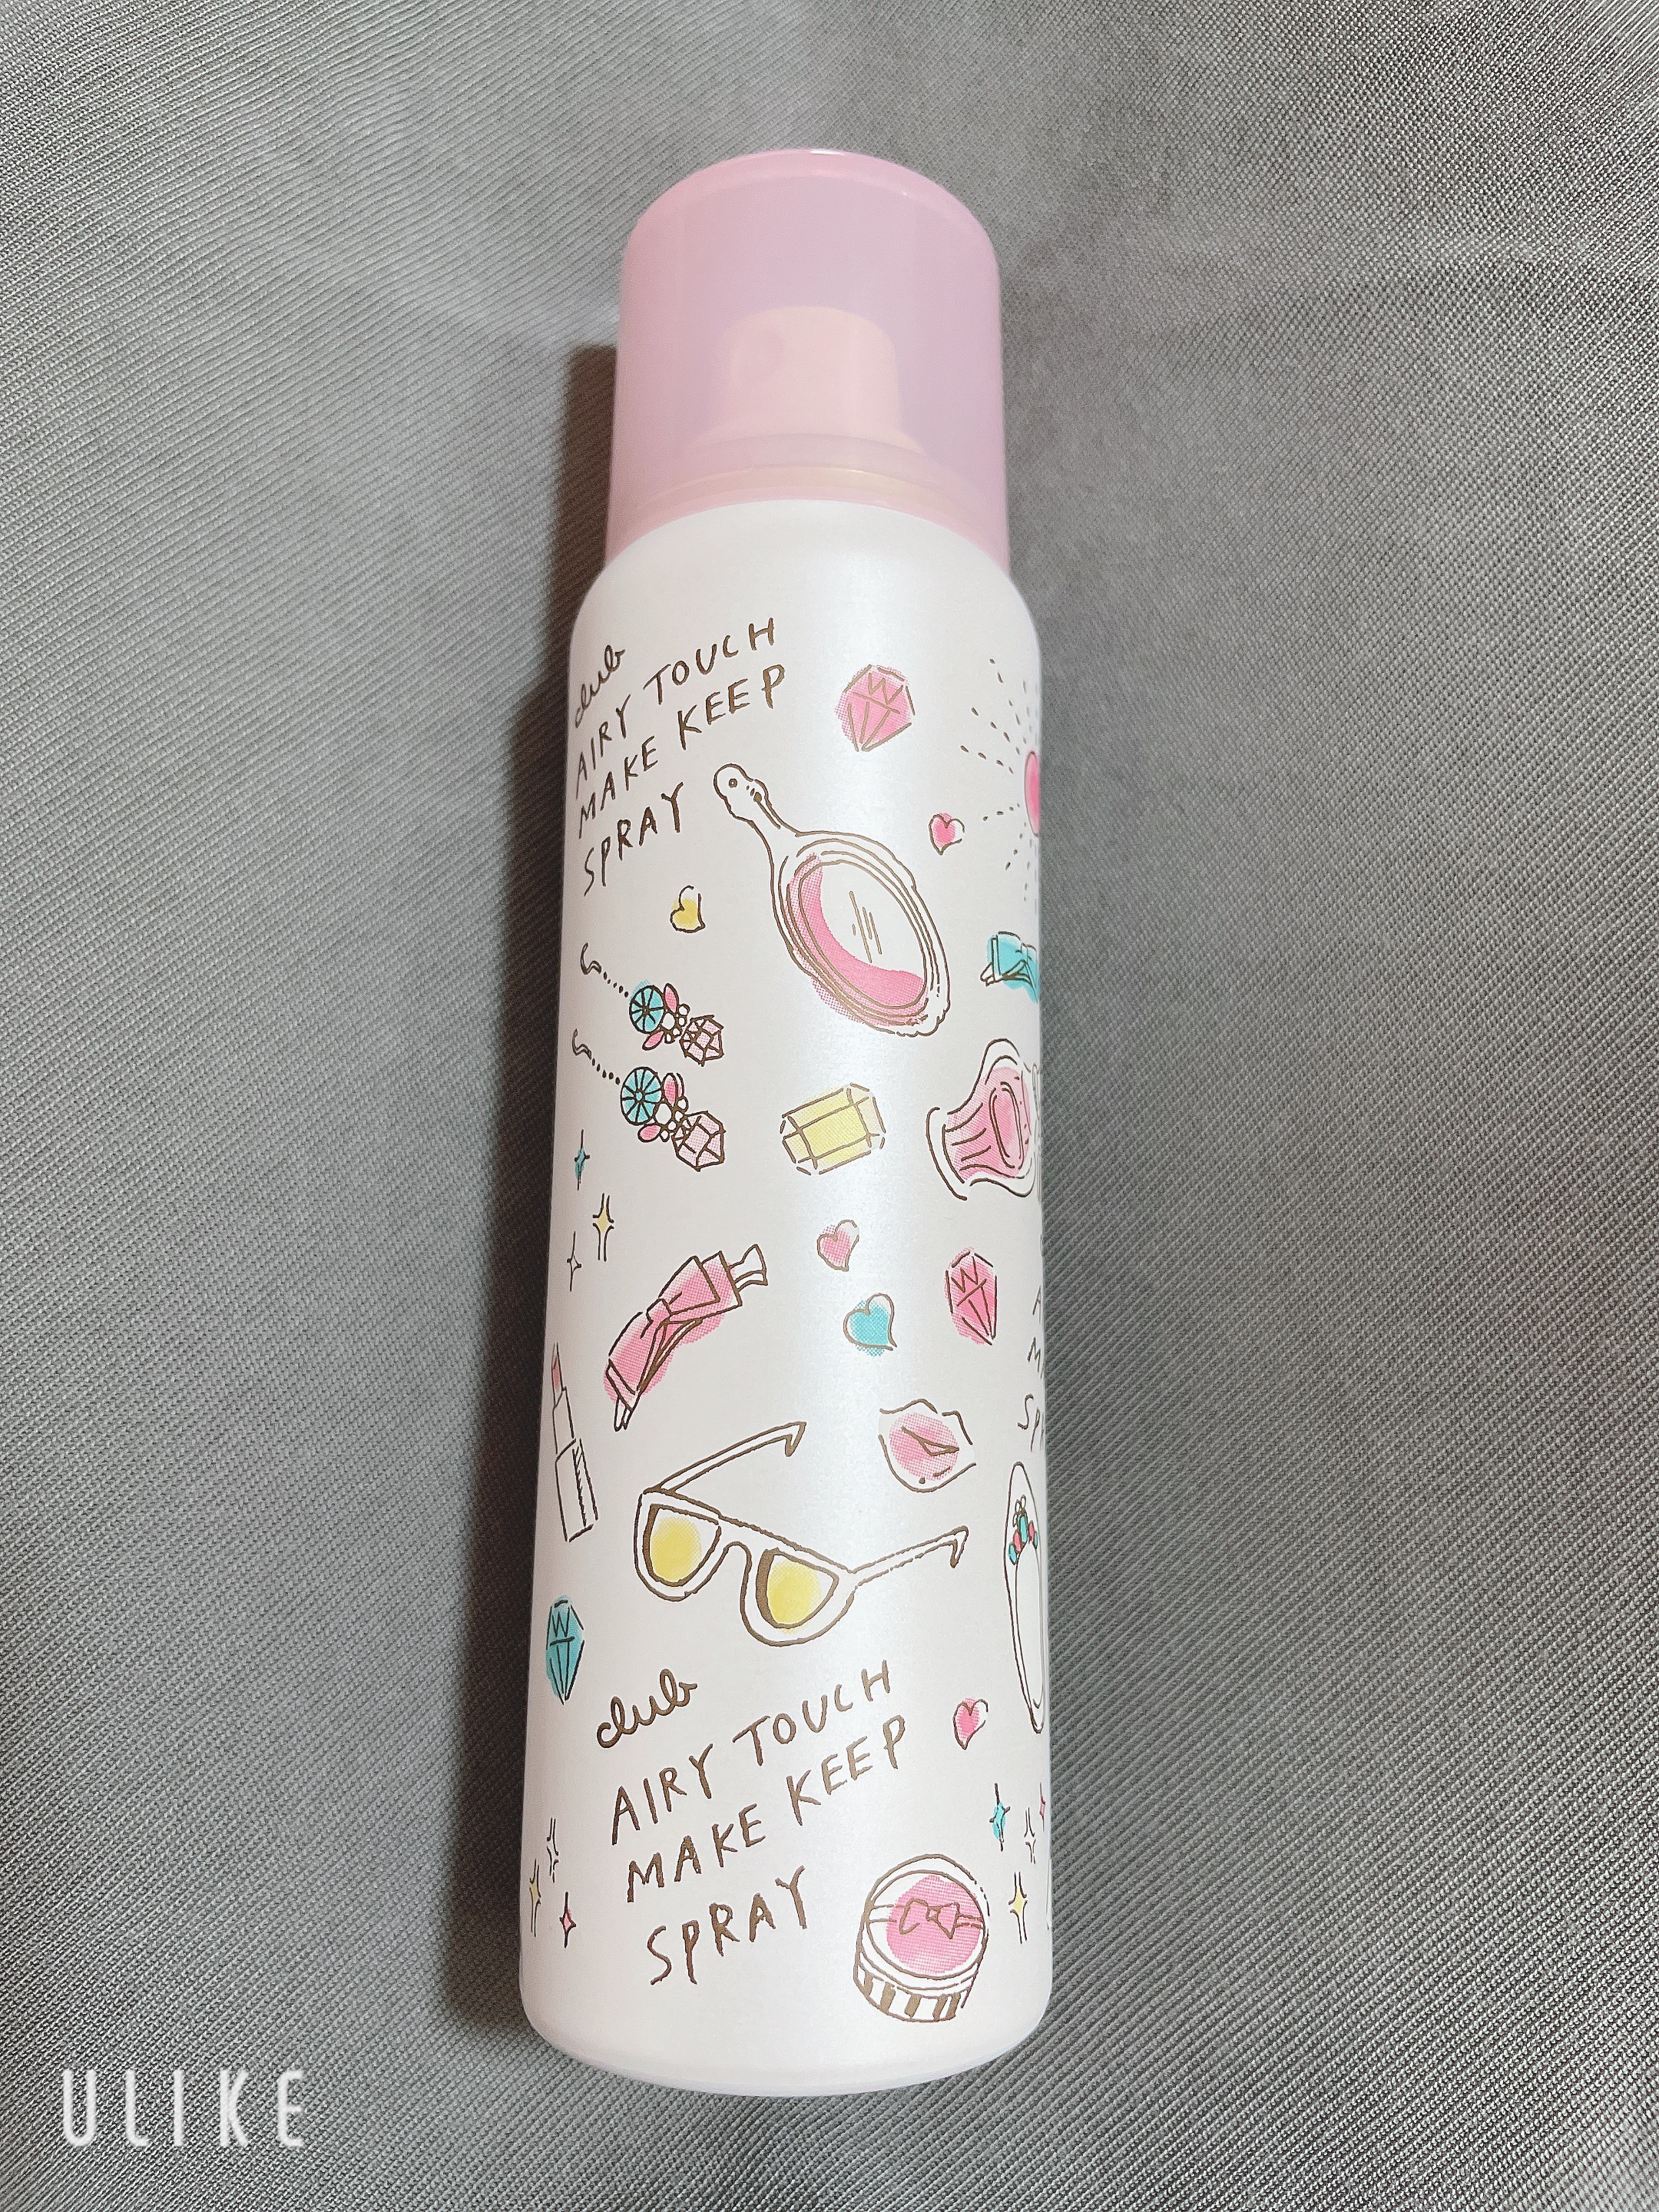 club
AIRY TOUCH
MAKE KEEP
SPRAY
club
AIRY TOUCH
MAKE KEEP
SPRAY
ULIKE